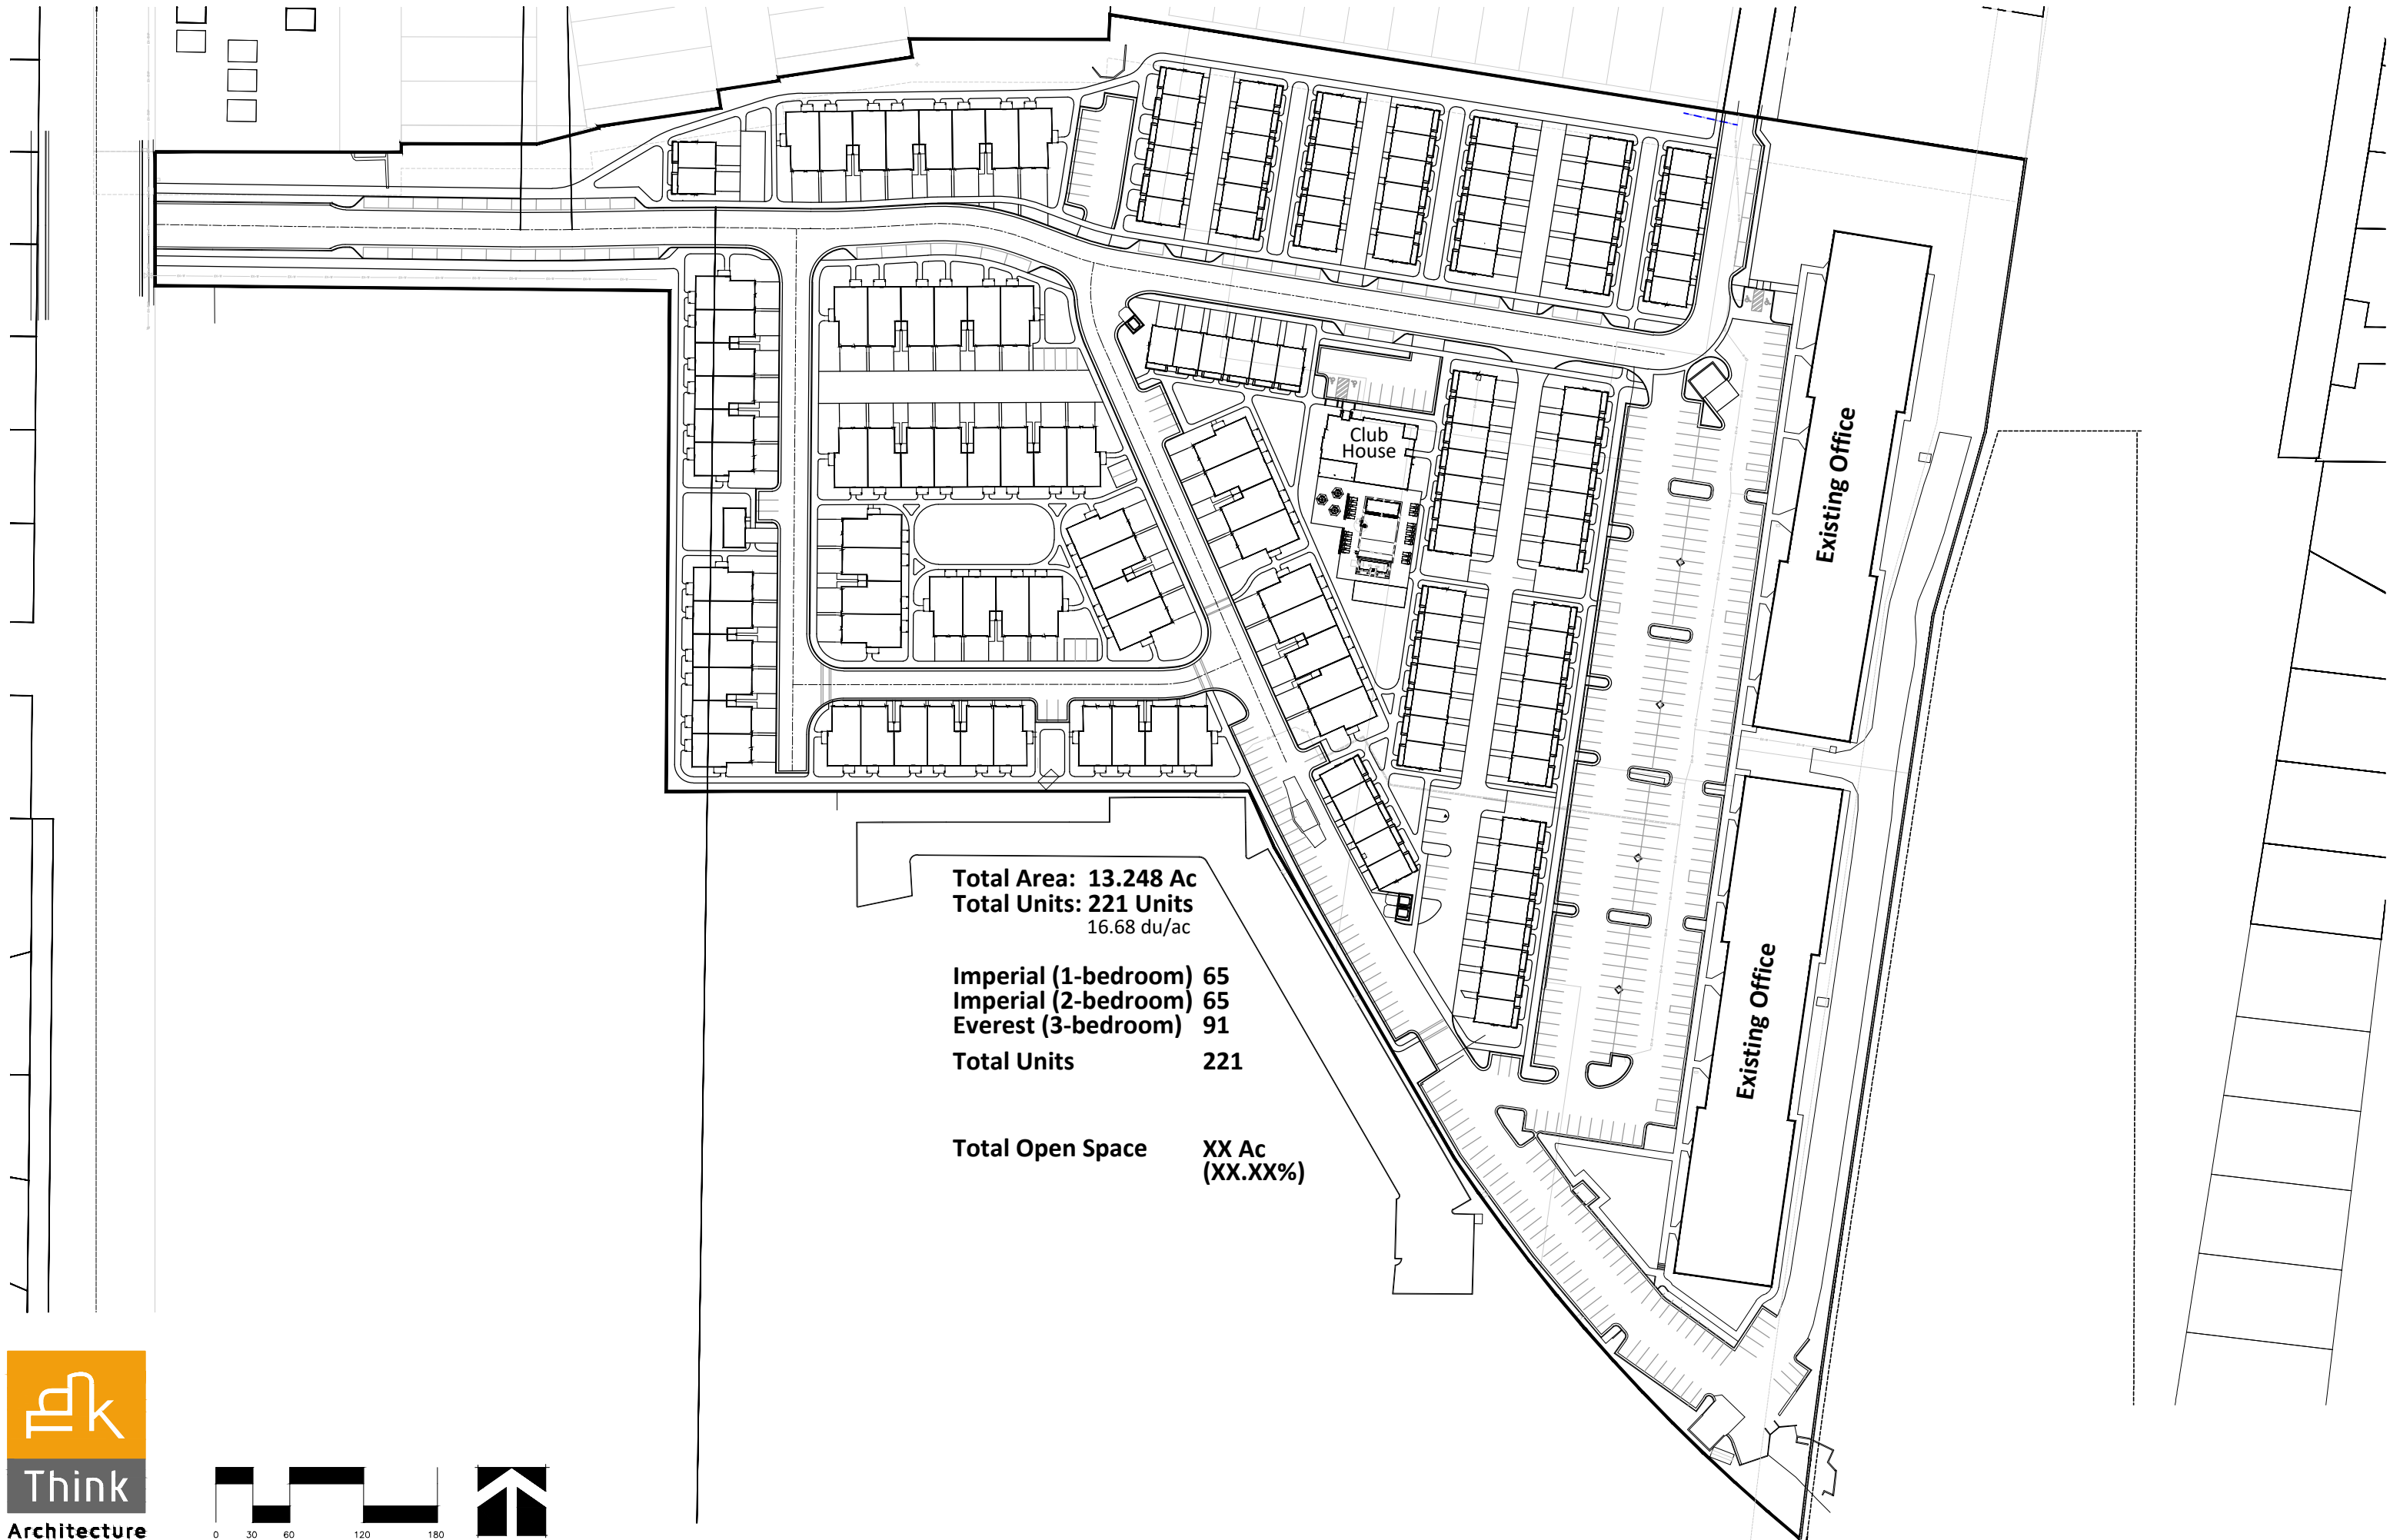 Club
House
Existing Office
Existing Office
Total Area: 13.248 Ac
Total Units: 221 Units
16.68 du/ac
Imperial (1-bedroom) 65
Imperial (2-bedroom) 65
Everest (3-bedroom) 91
Total Units 221
Total Open Space XX Ac
(XX.XX%)
Think
Architecture
0 30 60 120 180